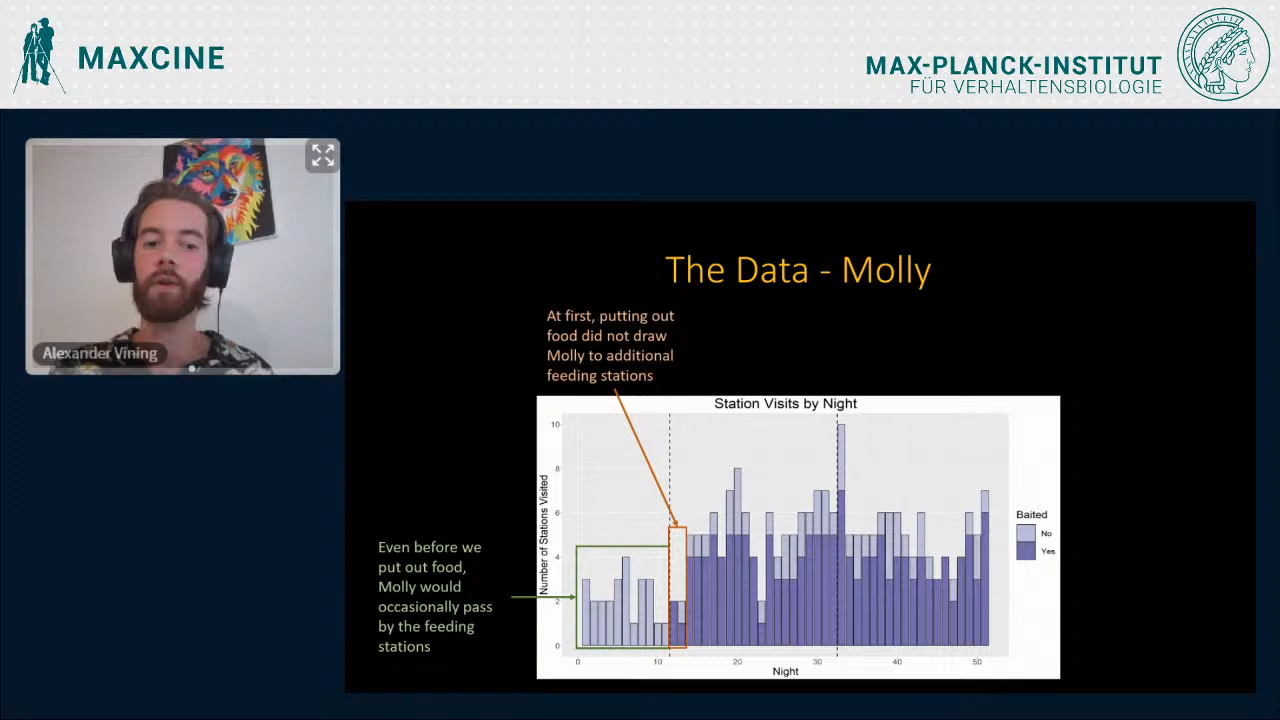 MAXCINE
MAX-PLANCK-INSTITUT
FÜR VERHALTENSBIOLOGIE
Alexander Vining
The Data - Molly
At first, putting out
food did not draw
Molly to additional
feeding stations
Even before we
put out food,
Molly would
occasionally pass
by the feeding
stations
Station Visits by Night
Number of Stations Visited
10
8
6
4
2
0
0 10 20 30 40 50
Night
Baited
No
Yes